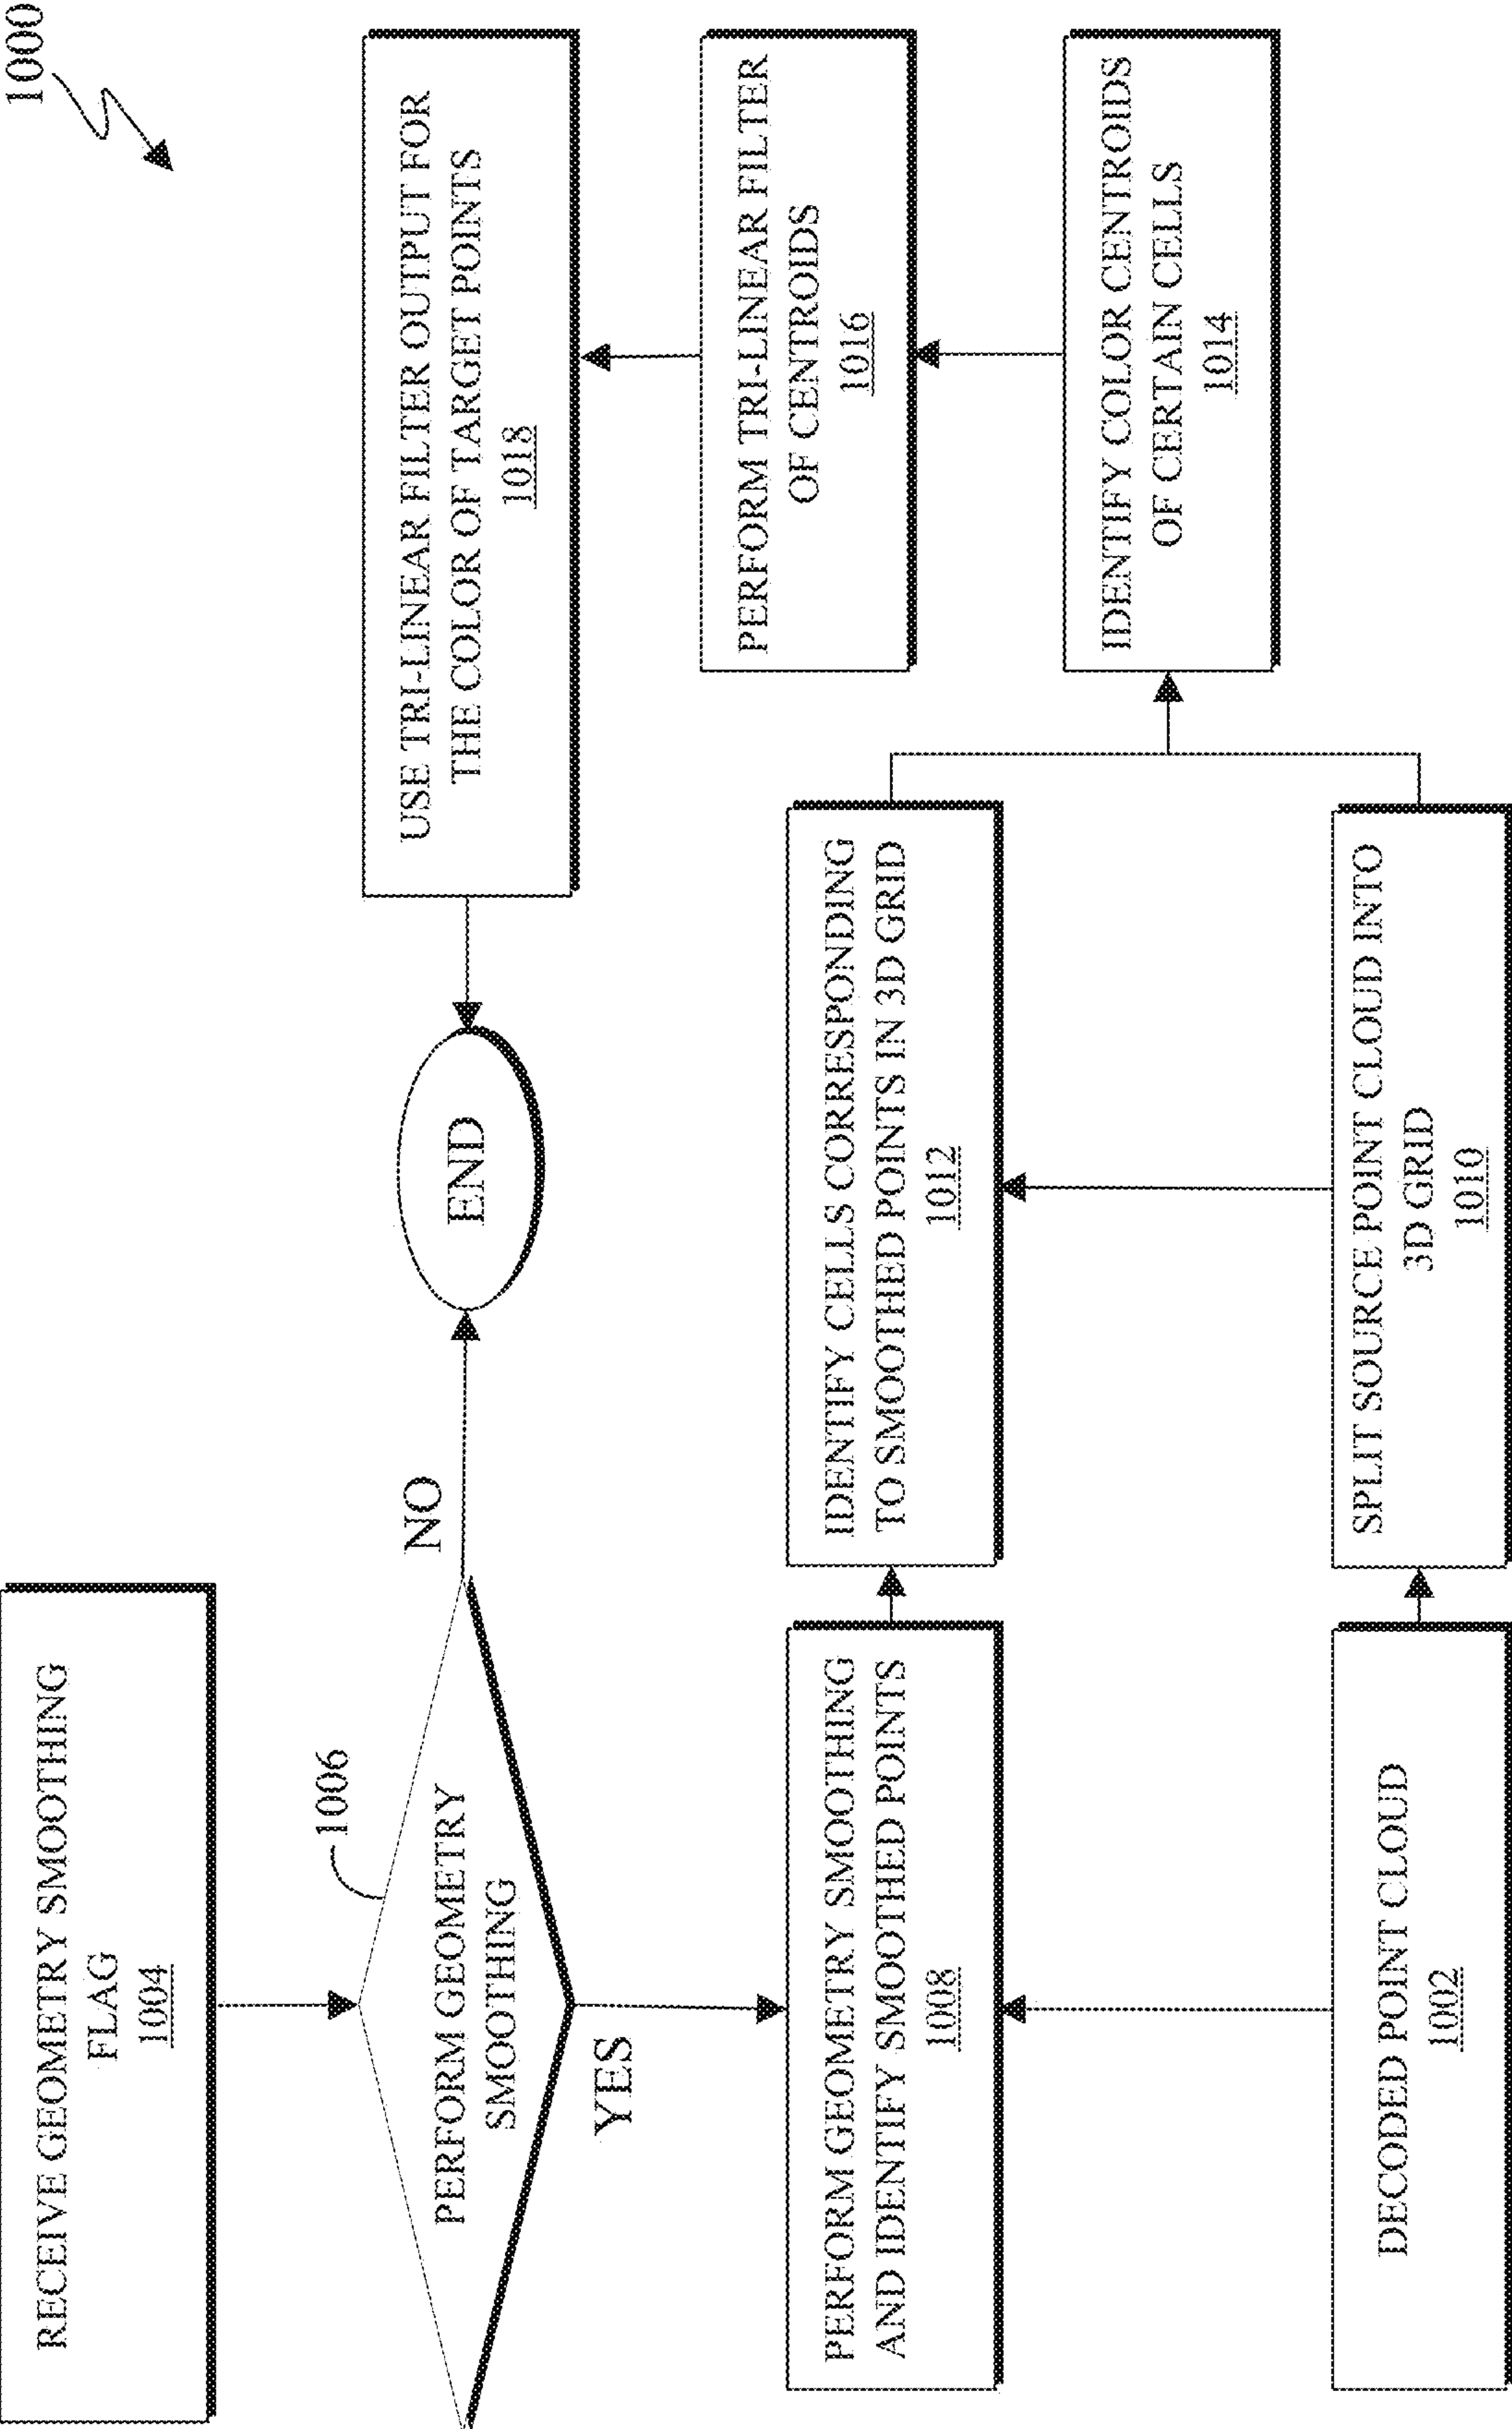 1000
RECEIVE GEOMETRY SMOOTHING
FLAG
1004
1006
PERFORM GEOMETRY
SMOOTHING
NO
YES
END
USE TRI-LINEAR FILTER OUTPUT FOR
THE COLOR OF TARGET POINTS
1018
PERFORM GEOMETRY SMOOTHING
AND IDENTIFY SMOOTHED POINTS
1008
IDENTIFY CELLS CORRESPONDING
TO SMOOTHED POINTS IN 3D GRID
1012
PERFORM TRI-LINEAR FILTER
OF CENTROIDS
1016
DECODED POINT CLOUD
1002
SPLIT SOURCE POINT CLOUD INTO
3D GRID
1010
IDENTIFY COLOR CENTROIDS
OF CERTAIN CELLS
1014